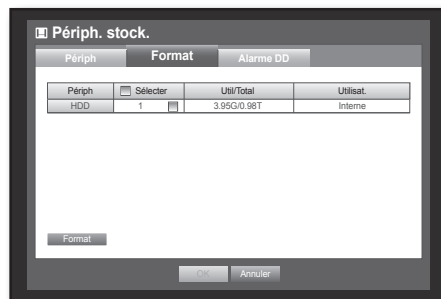 Périph. stock.
Périph Format Alarme DD
Périph Sélecter Util/Total Utilisat.
HDD 1 3.95G/0.98T Interne
Format
OK Annuler